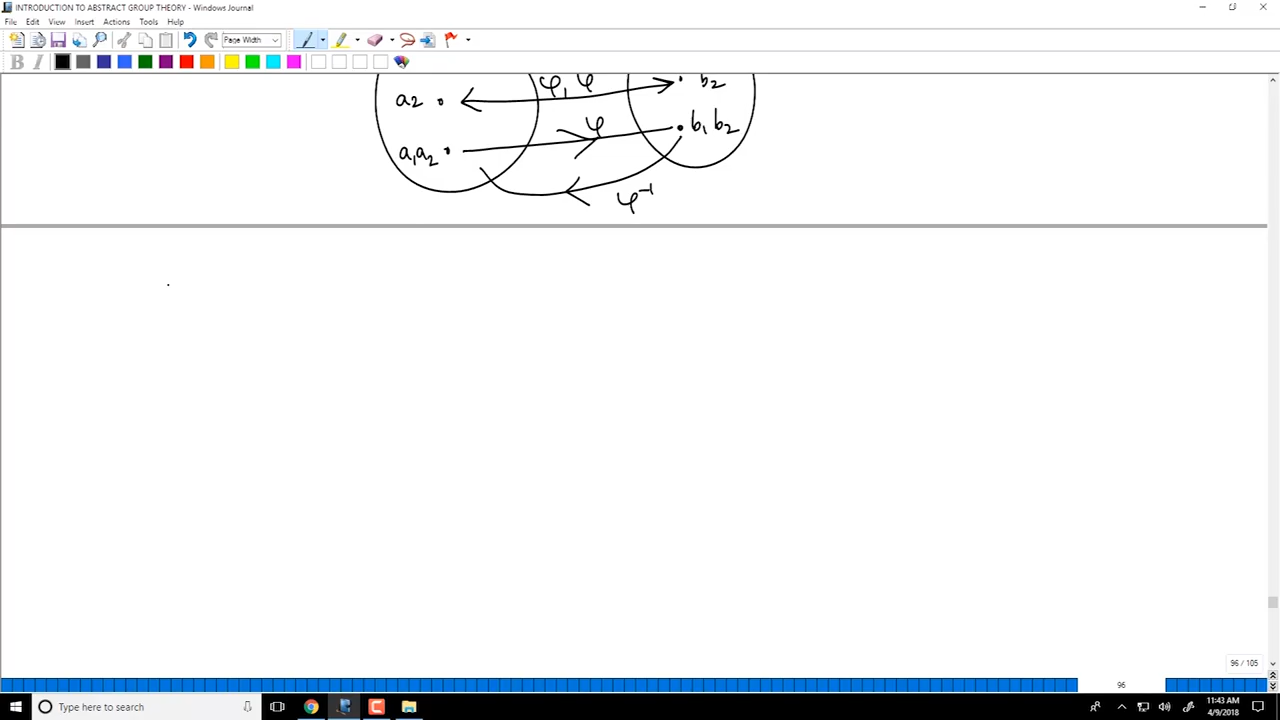 INTRODUCTION TO ABSTRACT GROUP THEORY - Windows Journal
File Edit View Insert Actions Tools Help
Page Width
B I
a2 φ, φ b2
a1a2 φ b1b2
φ⁻¹
96 / 105
96
Type here to search
11:43 AM
4/9/2018